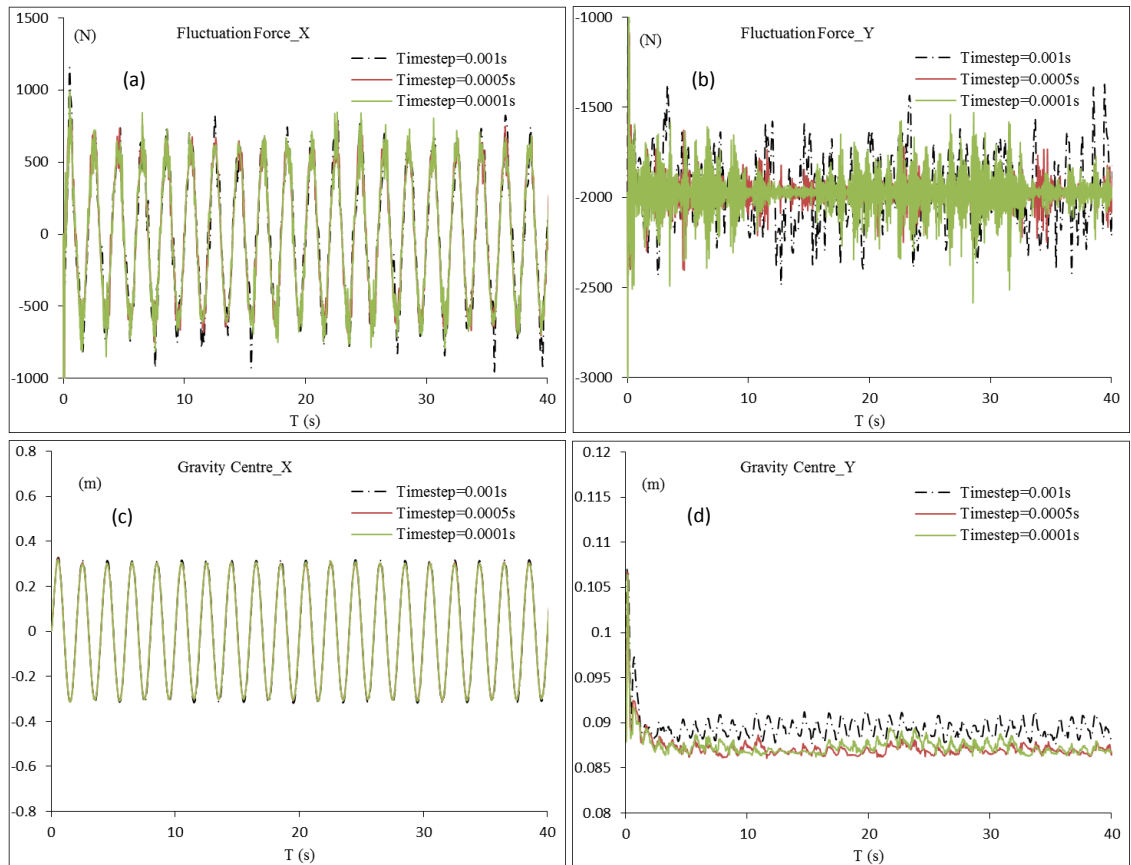 1500
1000
500
0
-500
-1000
(N)
Fluctuation Force_X
(a)
Timestep=0.001s
Timestep=0.0005s
Timestep=0.0001s
0
10
20
30
40
T (s)
-1000
-1500
-2000
-2500
-3000
(N)
Fluctuation Force_Y
(b)
Timestep=0.001s
Timestep=0.0005s
Timestep=0.0001s
0
10
20
30
40
T (s)
0.8
0.6
0.4
0.2
0
-0.2
-0.4
-0.6
-0.8
Gravity Centre_X
(m)
(c)
Timestep=0.001s
Timestep=0.0005s
Timestep=0.0001s
0
10
20
30
40
T (s)
0.12
0.115
0.11
0.105
0.1
0.095
0.09
0.085
0.08
Gravity Centre_Y
(m)
(d)
Timestep=0.001s
Timestep=0.0005s
Timestep=0.0001s
0
10
20
30
40
T (s)